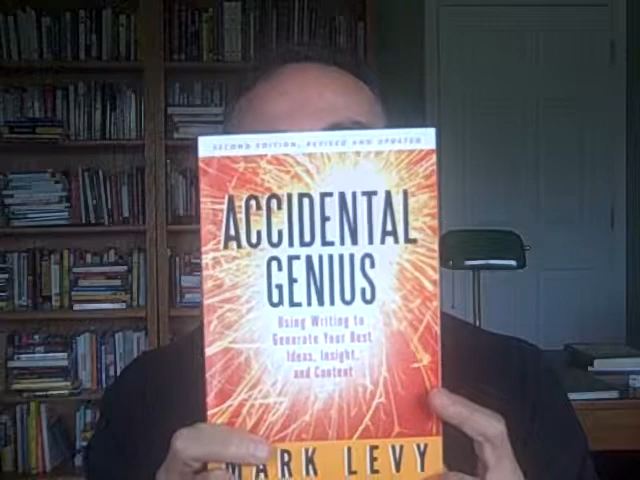 SECOND EDITION, REVISED AND UPDATED
ACCIDENTAL
GENIUS
Using Writing to
Generate Your Best
Ideas, Insight,
and Content
MARK LEVY